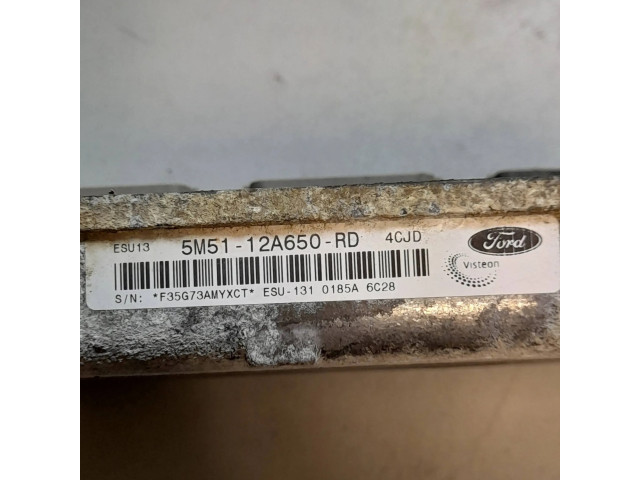 ESU13 5M51-12A650-RD 4CJD Ford
Visteon
S/N: *F35G73AMYXCT* ESU-131 0185A 6C28